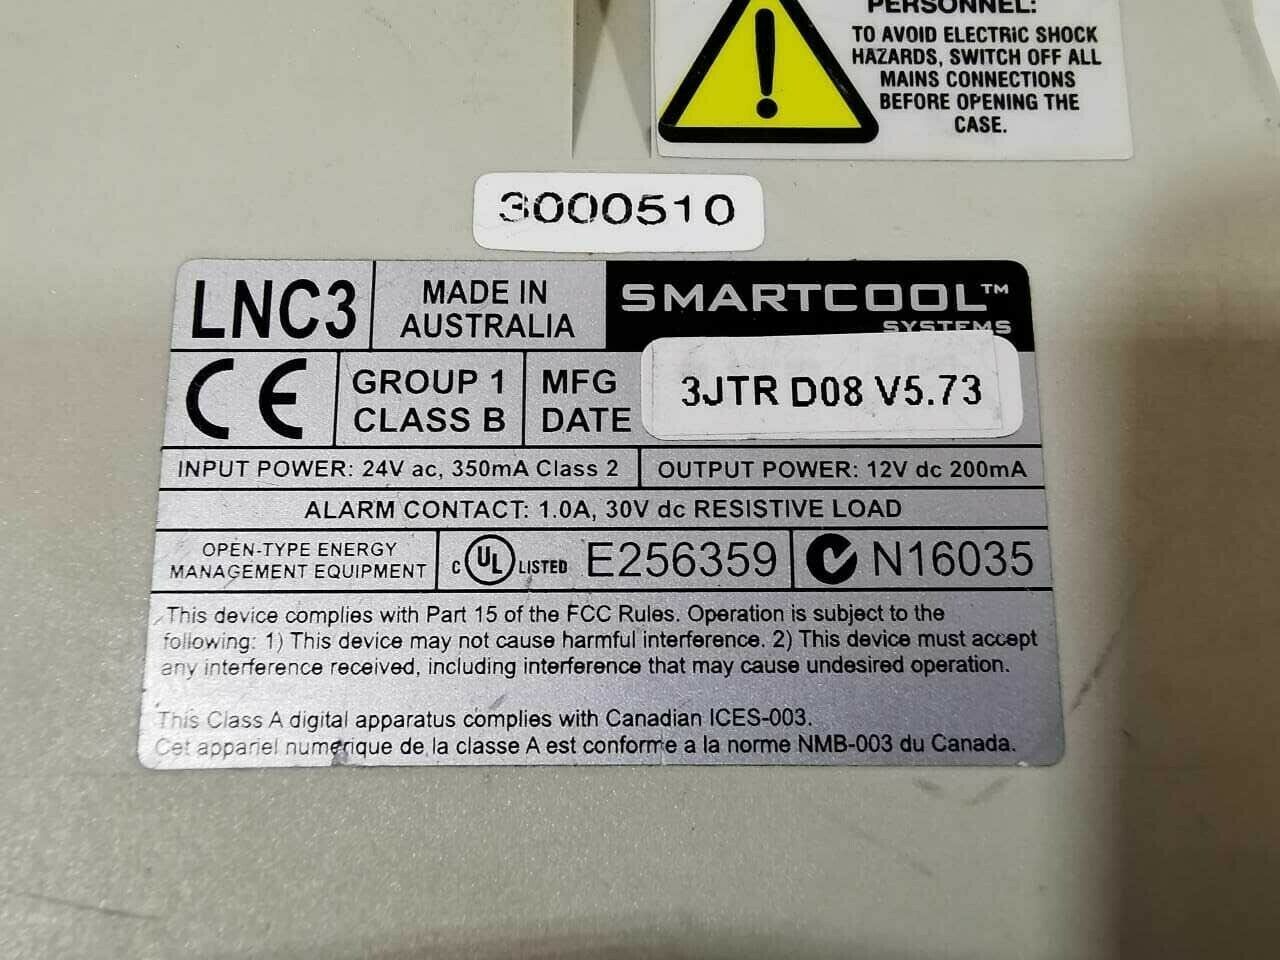 PERSONNEL:
TO AVOID ELECTRIC SHOCK
HAZARDS, SWITCH OFF ALL
MAINS CONNECTIONS
BEFORE OPENING THE
CASE.
3000510
LNC3
MADE IN
AUSTRALIA
SMARTCOOL™
SYSTEMS
CE
GROUP 1
CLASS B
MFG
DATE
3JTR D08 V5.73
INPUT POWER: 24V ac, 350mA Class 2
OUTPUT POWER: 12V dc 200mA
ALARM CONTACT: 1.0A, 30V dc RESISTIVE LOAD
OPEN-TYPE ENERGY
MANAGEMENT EQUIPMENT
C UL LISTED E256359
N16035
This device complies with Part 15 of the FCC Rules. Operation is subject to the
following: 1) This device may not cause harmful interference. 2) This device must accept
any interference received, including interference that may cause undesired operation.
This Class A digital apparatus complies with Canadian ICES-003.
Cet appariel numerique de la classe A est conforme a la norme NMB-003 du Canada.